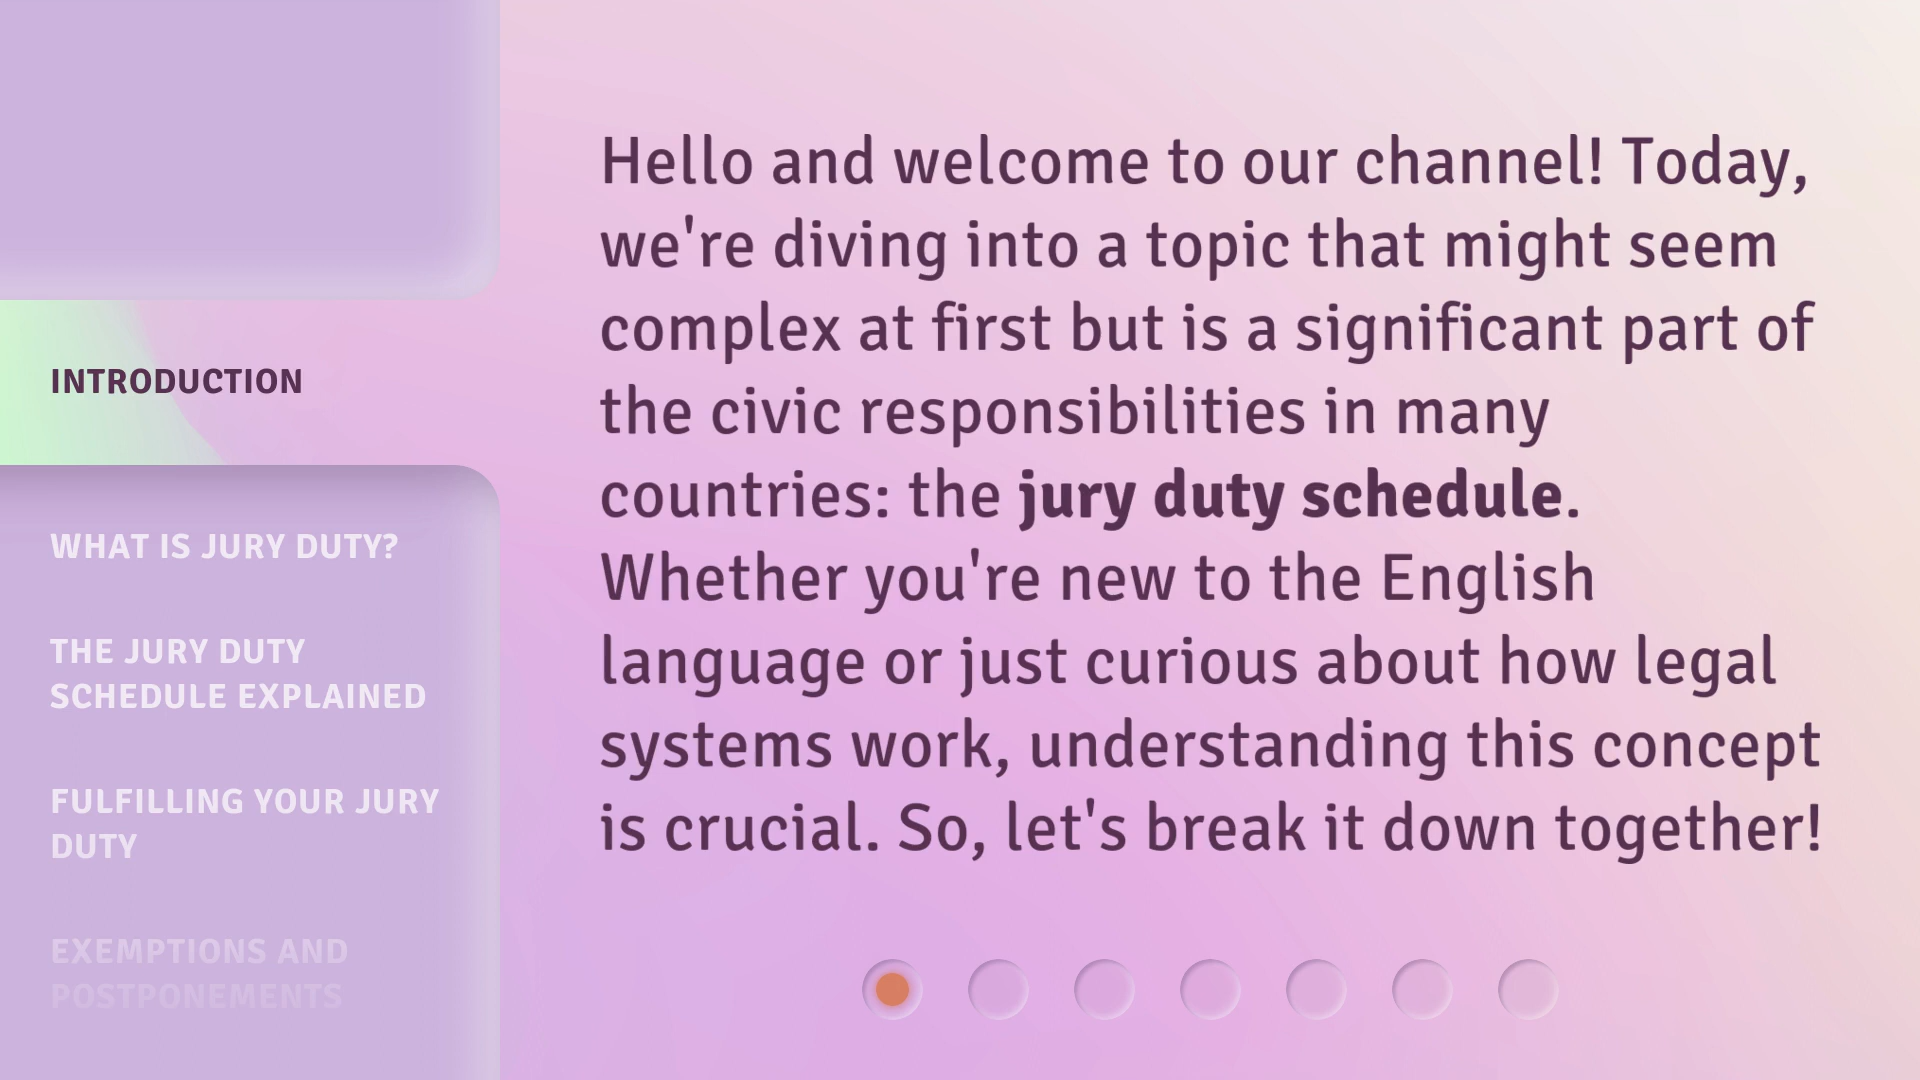 INTRODUCTION
WHAT IS JURY DUTY?
THE JURY DUTY
SCHEDULE EXPLAINED
FULFILLING YOUR JURY
DUTY
EXEMPTIONS AND
POSTPONEMENTS
Hello and welcome to our channel! Today,
we're diving into a topic that might seem
complex at first but is a significant part of
the civic responsibilities in many
countries: the jury duty schedule.
Whether you're new to the English
language or just curious about how legal
systems work, understanding this concept
is crucial. So, let's break it down together!